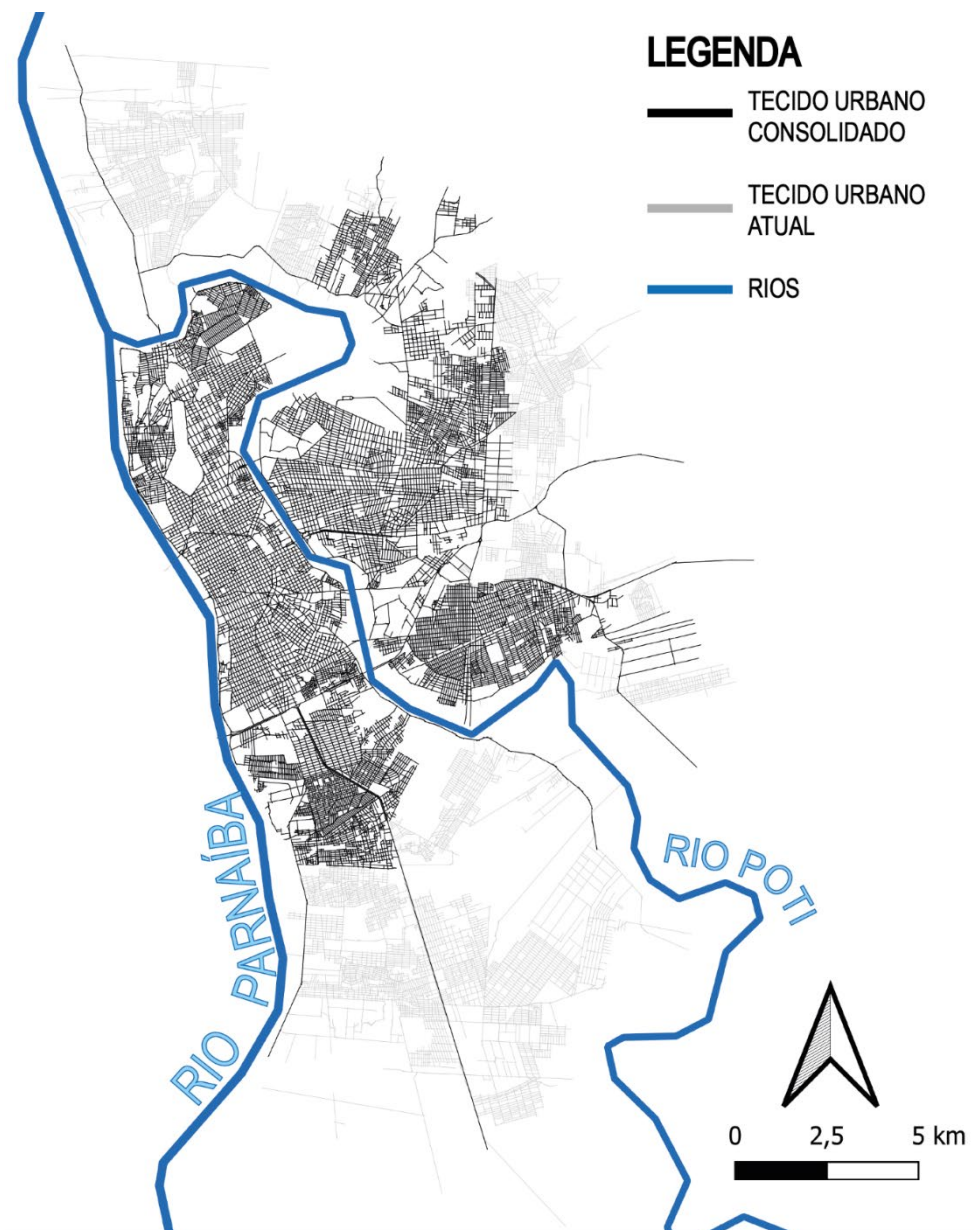 LEGENDA
TECIDO URBANO
CONSOLIDADO
TECIDO URBANO
ATUAL
RIOS
RIO PARNAÍBA
RIO POTI
0 2,5 5 km